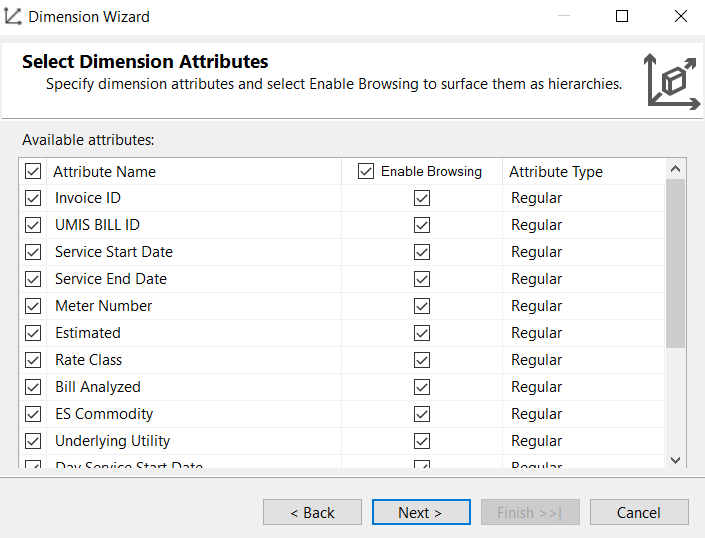 Dimension Wizard
Select Dimension Attributes
Specify dimension attributes and select Enable Browsing to surface them as hierarchies.
Available attributes:
Attribute Name Enable Browsing Attribute Type
Invoice ID Regular
UMIS BILL ID Regular
Service Start Date Regular
Service End Date Regular
Meter Number Regular
Estimated Regular
Rate Class Regular
Bill Analyzed Regular
ES Commodity Regular
Underlying Utility Regular
Day Service Start Date Regular
< Back Next > Finish >>| Cancel